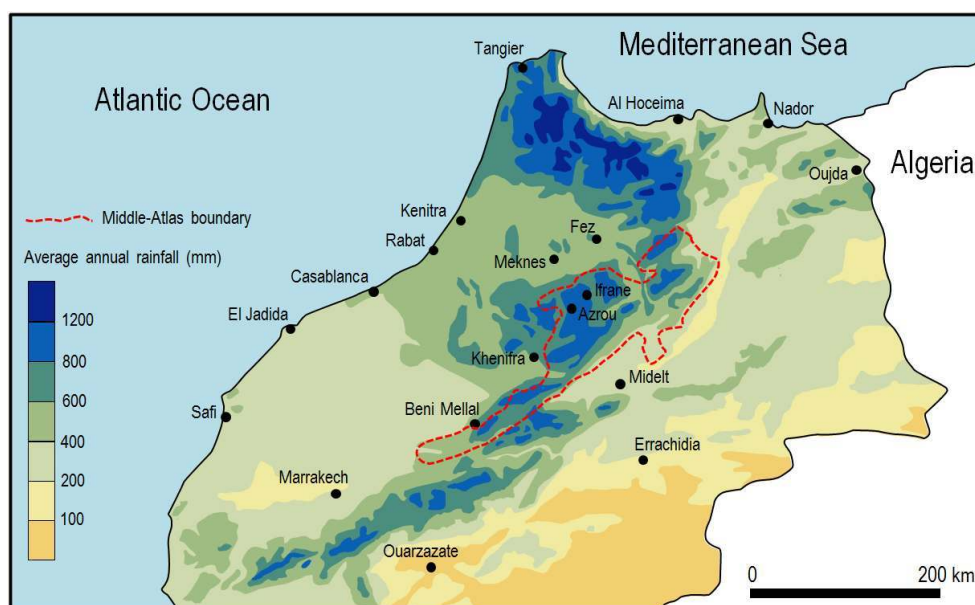 Mediterranean Sea
Tangier
Atlantic Ocean
Al Hoceima
Nador
Algeria
Oujda
Middle-Atlas boundary
Kenitra
Fez
Rabat
Meknes
Average annual rainfall (mm)
Casablanca
Ifrane
Azrou
El Jadida
1200
800
Khenifra
600
Midelt
Safi
Beni Mellal
400
Errachidia
200
Marrakech
100
Ouarzazate
0 200 km